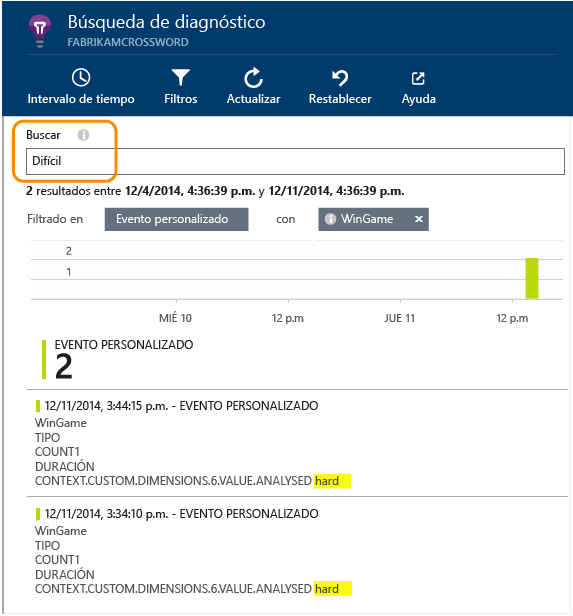 Búsqueda de diagnóstico
FABRIKAMCROSSWORD
Intervalo de tiempo Filtros Actualizar Restablecer Ayuda
Buscar
Difícil
2 resultados entre 12/4/2014, 4:36:39 p.m. y 12/11/2014, 4:36:39 p.m.
Filtrado en Evento personalizado con WinGame x
2
1
MIÉ 10 12 p.m JUE 11 12 p.m
EVENTO PERSONALIZADO
2
12/11/2014, 3:44:15 p.m. - EVENTO PERSONALIZADO
WinGame
TIPO
COUNT1
DURACIÓN
CONTEXT.CUSTOM.DIMENSIONS.6.VALUE.ANALYSED hard
12/11/2014, 3:34:10 p.m. - EVENTO PERSONALIZADO
WinGame
TIPO
COUNT1
DURACIÓN
CONTEXT.CUSTOM.DIMENSIONS.6.VALUE.ANALYSED hard